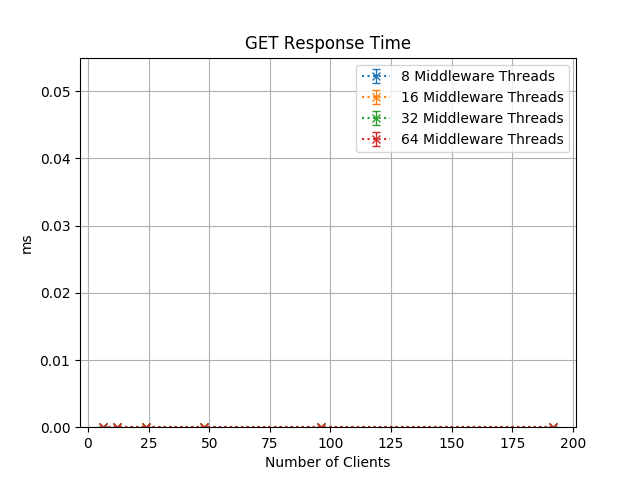 GET Response Time
8 Middleware Threads
16 Middleware Threads
32 Middleware Threads
64 Middleware Threads
0.05
0.04
0.03
0.02
0.01
0.00
ms
0 25 50 75 100 125 150 175 200
Number of Clients